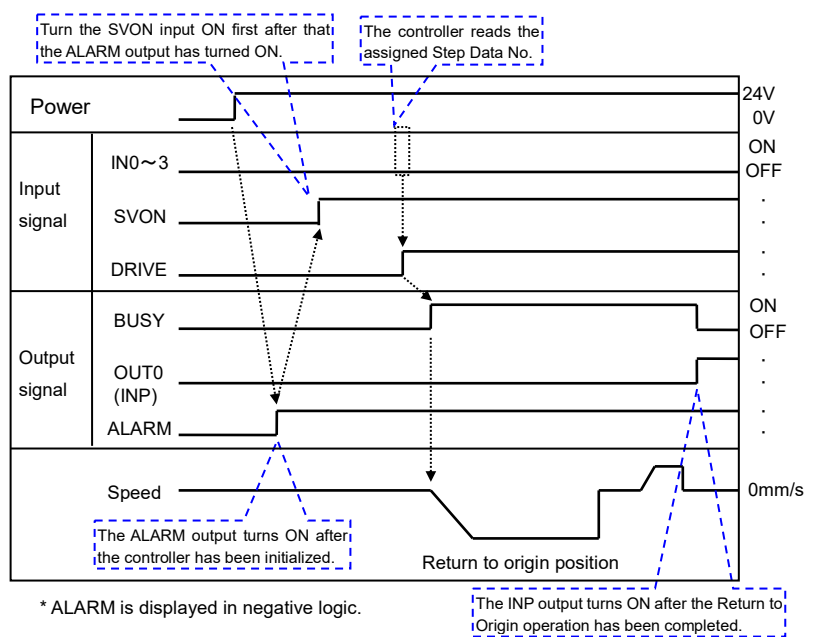 Turn the SVON input ON first after that
the ALARM output has turned ON.
The controller reads the
assigned Step Data No.
Power
24V
0V
Input
signal
IN0～3
ON
OFF
SVON
.
.
DRIVE
.
.
Output
signal
BUSY
ON
OFF
OUT0
(INP)
.
.
ALARM
.
.
Speed
0mm/s
The ALARM output turns ON after
the controller has been initialized.
Return to origin position
* ALARM is displayed in negative logic.
The INP output turns ON after the Return to
Origin operation has been completed.